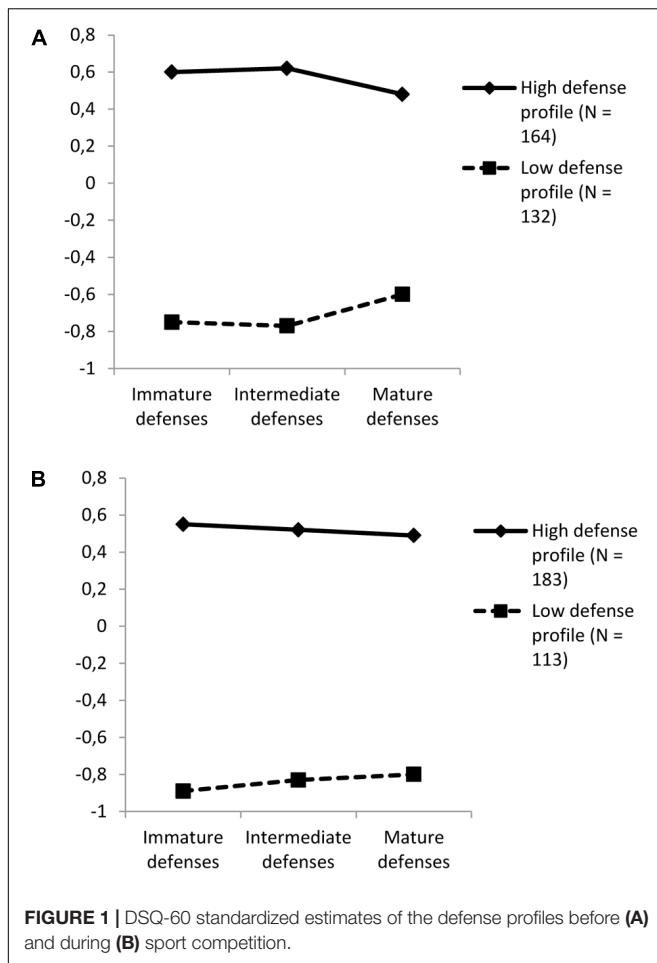 A
0,8
0,6
0,4
0,2
0
-0,2
-0,4
-0,6
-0,8
-1
Immature
defenses
Intermediate
defenses
Mature
defenses
High defense
profile (N =
164)
Low defense
profile (N =
132)
B
0,8
0,6
0,4
0,2
0
-0,2
-0,4
-0,6
-0,8
-1
Immature
defenses
Intermediate
defenses
Mature
defenses
High defense
profile (N =
183)
Low defense
profile (N =
113)
FIGURE 1 | DSQ-60 standardized estimates of the defense profiles before (A)
and during (B) sport competition.